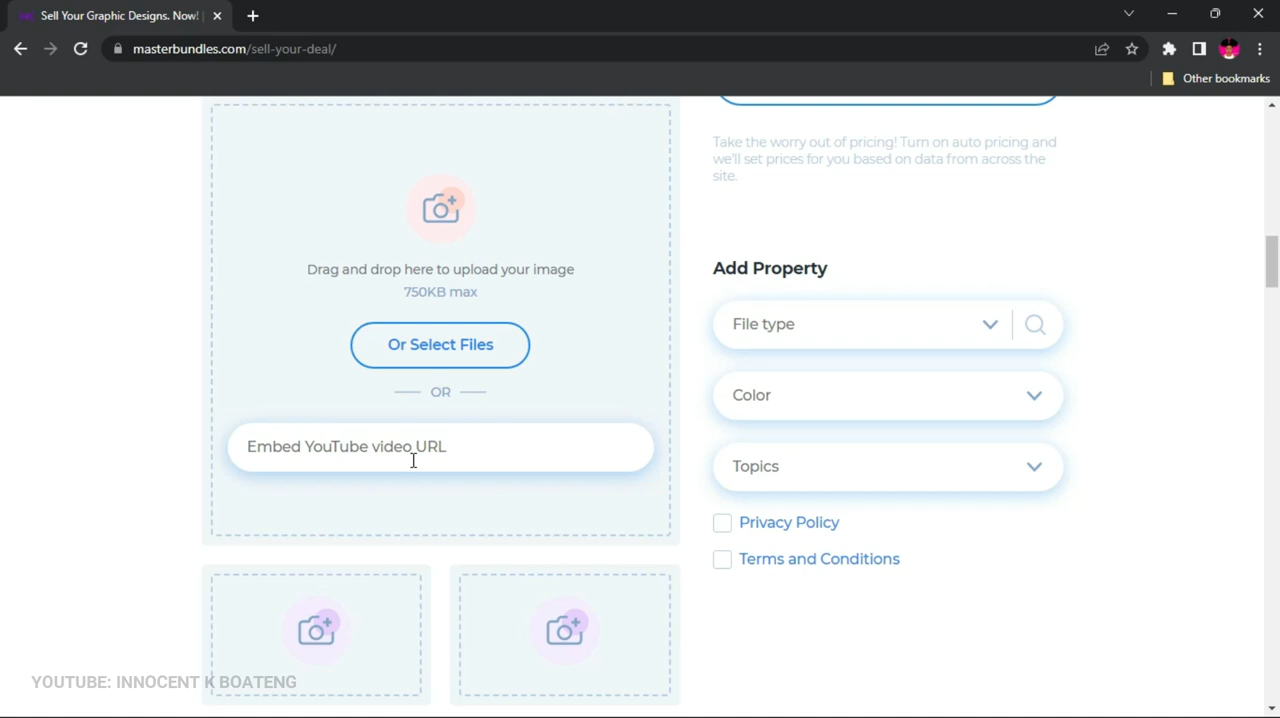 Sell Your Graphic Designs. Now! |
masterbundles.com/sell-your-deal/
Other bookmarks
Take the worry out of pricing! Turn on auto pricing and
we'll set prices for you based on data from across the
site.
Drag and drop here to upload your image
750KB max
Or Select Files
OR
Embed YouTube video URL
Add Property
File type
Color
Topics
Privacy Policy
Terms and Conditions
YOUTUBE: INNOCENT K BOATENG